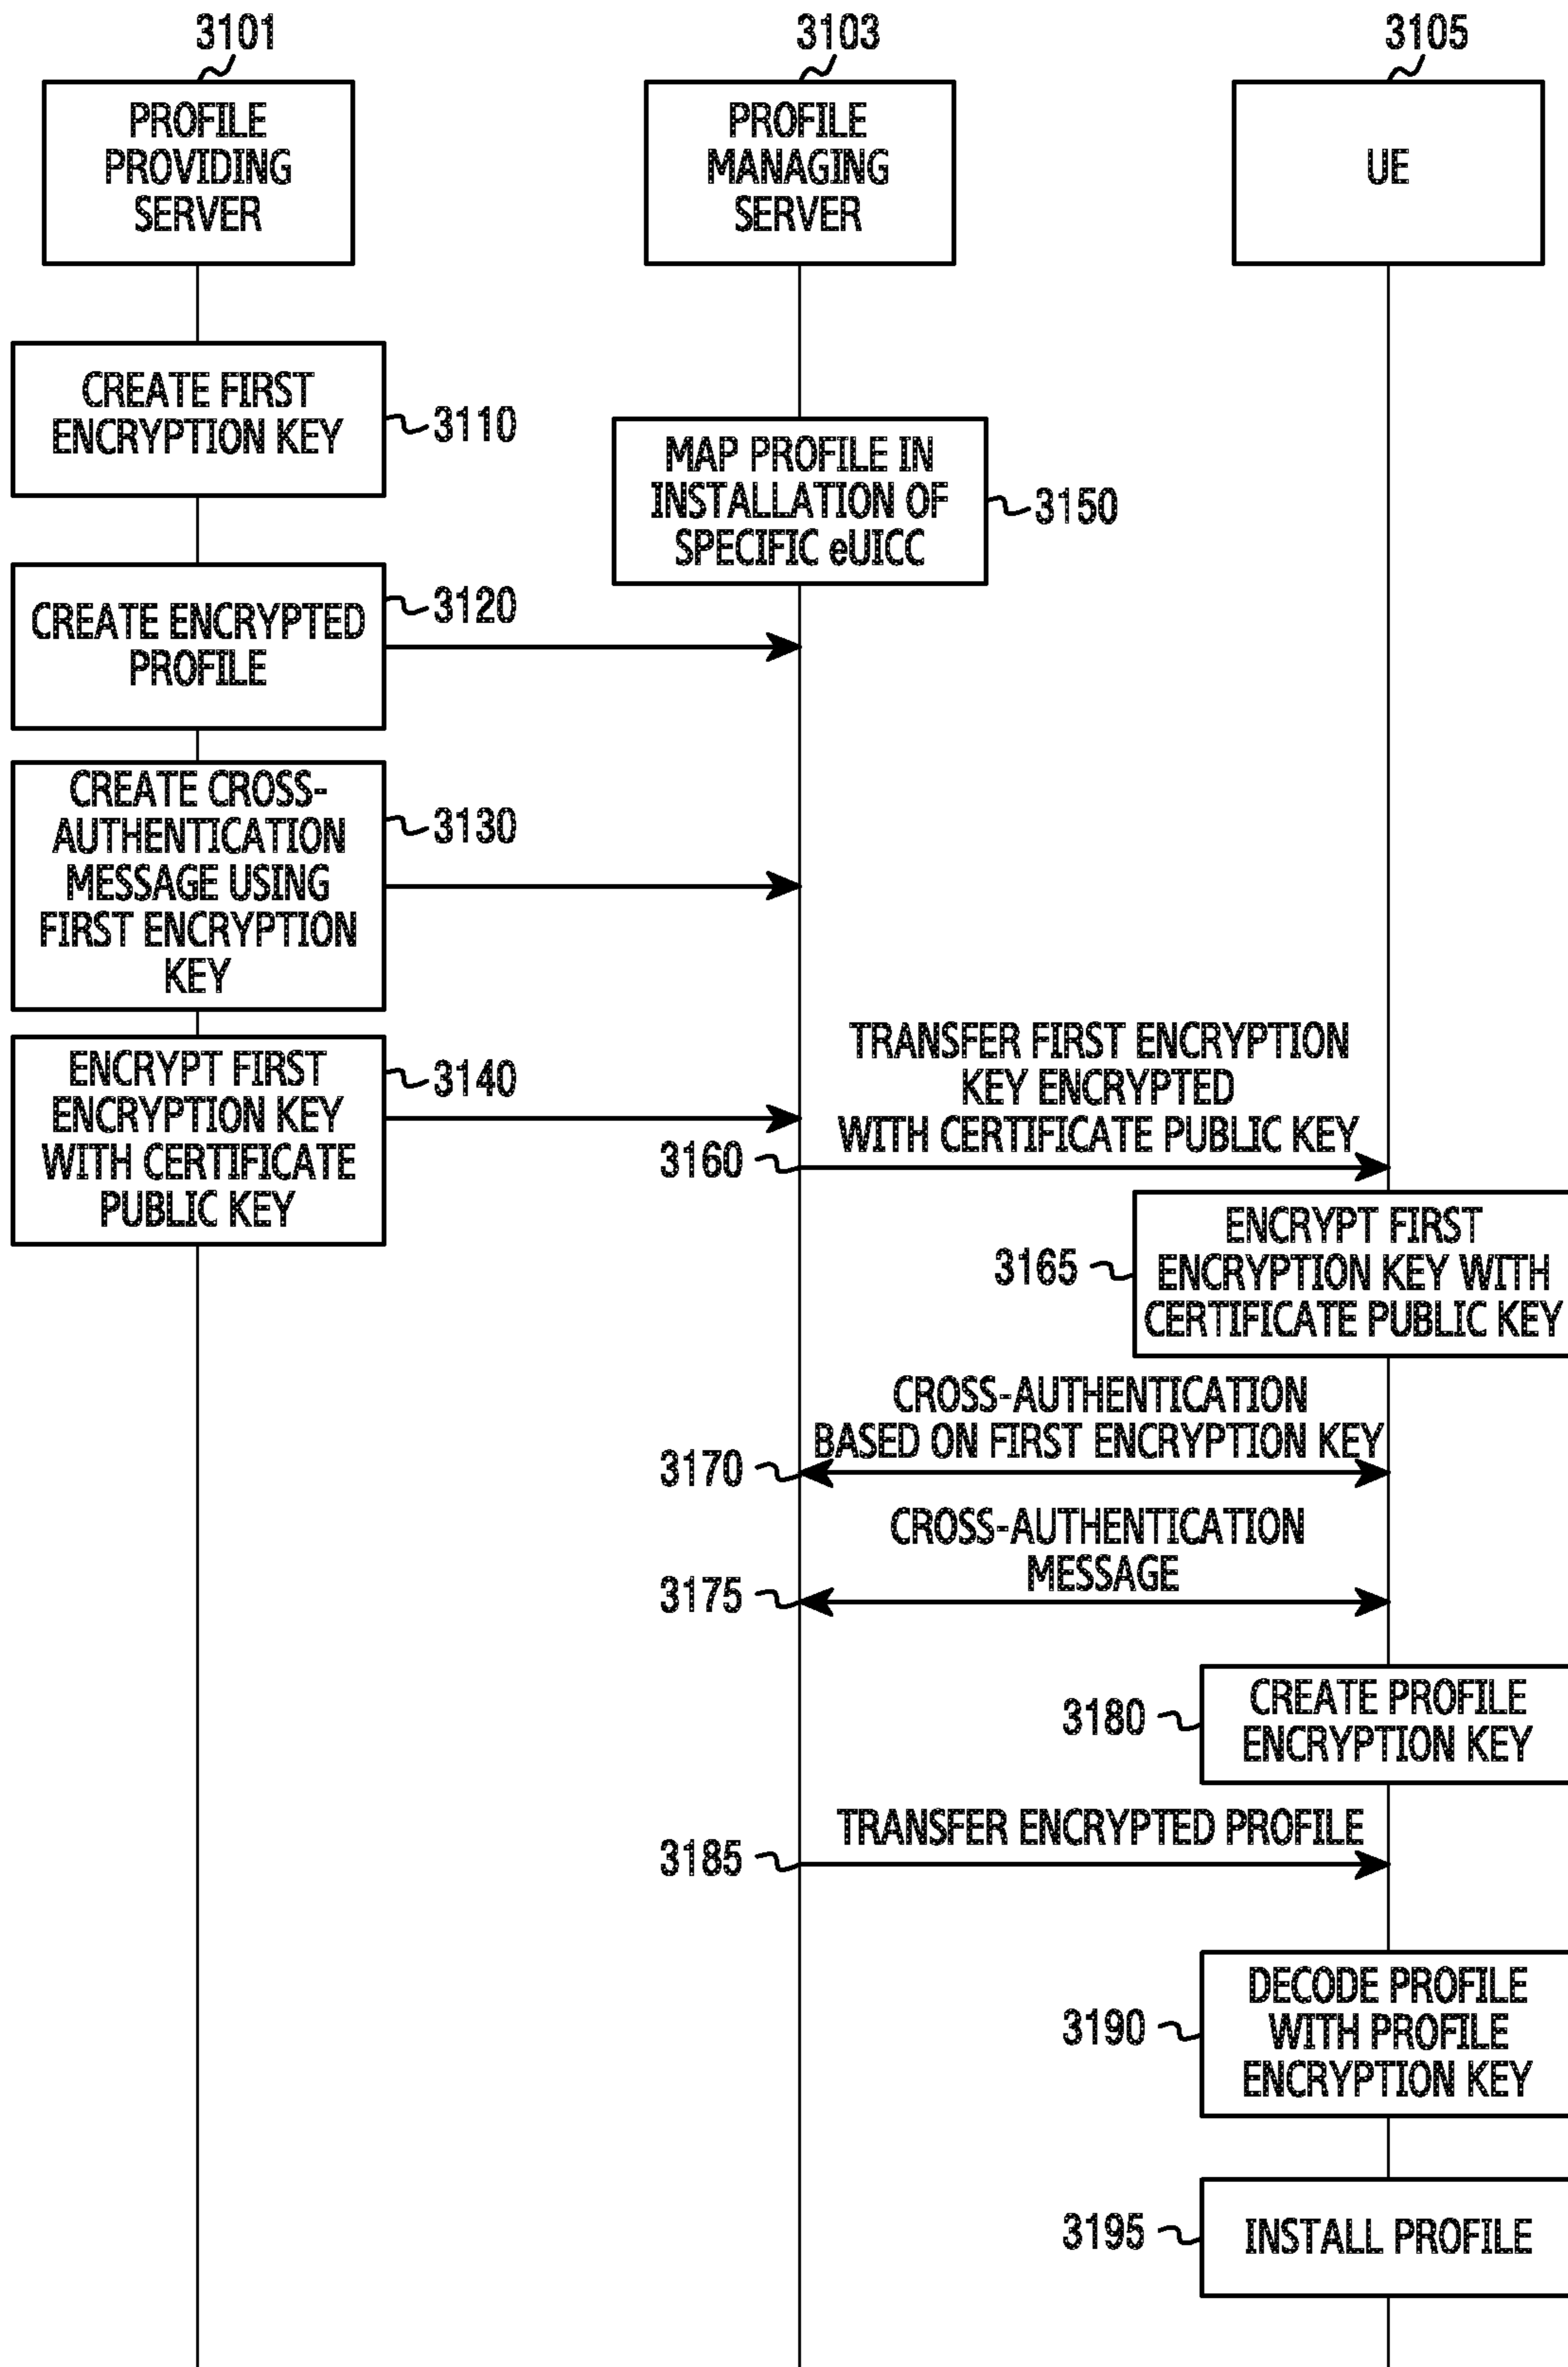 3101
3103
3105
PROFILE
PROVIDING
SERVER
PROFILE
MANAGING
SERVER
UE
CREATE FIRST
ENCRYPTION KEY
3110
MAP PROFILE IN
INSTALLATION OF
SPECIFIC eUICC
3150
CREATE ENCRYPTED
PROFILE
3120
CREATE CROSS-
AUTHENTICATION
MESSAGE USING
FIRST ENCRYPTION
KEY
3130
ENCRYPT FIRST
ENCRYPTION KEY
WITH CERTIFICATE
PUBLIC KEY
3140
TRANSFER FIRST ENCRYPTION
KEY ENCRYPTED
WITH CERTIFICATE PUBLIC KEY
3160
3165
ENCRYPT FIRST
ENCRYPTION KEY WITH
CERTIFICATE PUBLIC KEY
CROSS-AUTHENTICATION
BASED ON FIRST ENCRYPTION KEY
3170
CROSS-AUTHENTICATION
MESSAGE
3175
3180
CREATE PROFILE
ENCRYPTION KEY
TRANSFER ENCRYPTED PROFILE
3185
3190
DECODE PROFILE
WITH PROFILE
ENCRYPTION KEY
3195
INSTALL PROFILE